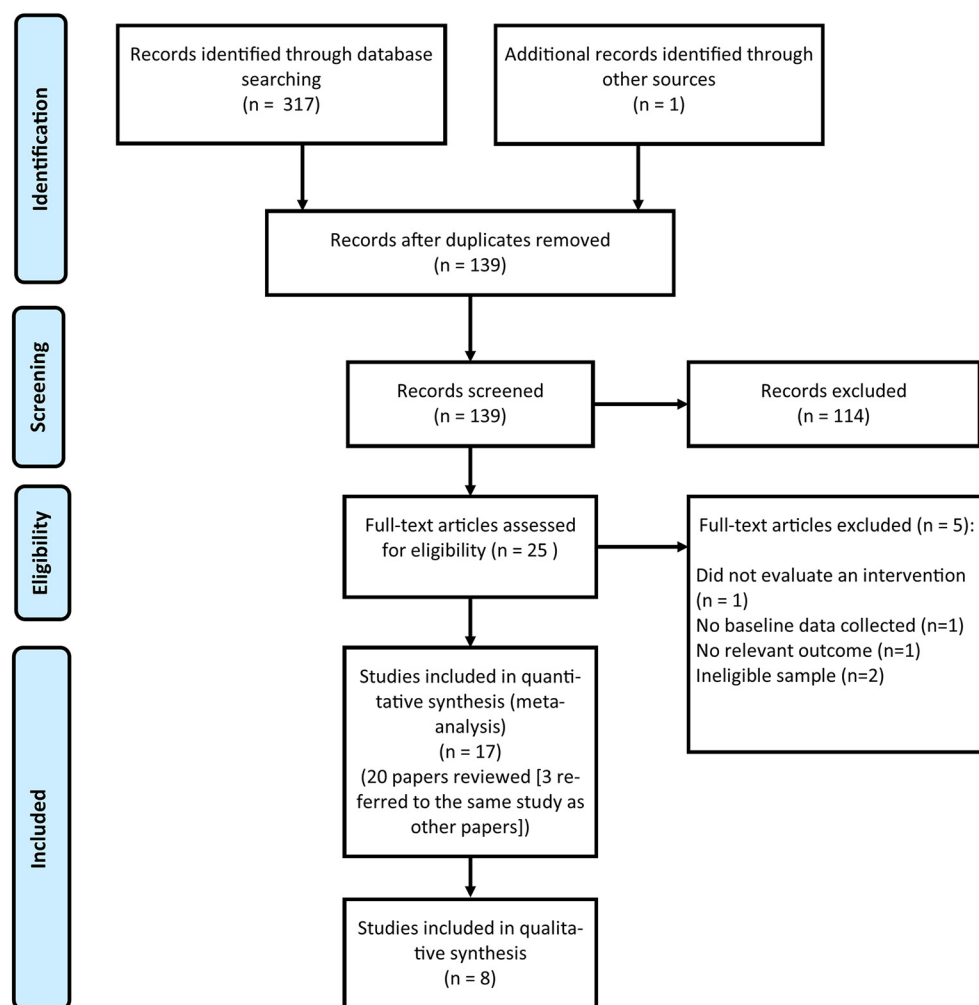 Identification
Records identified through database
searching
(n =  317)
Additional records identified through
other sources
(n = 1)
Records after duplicates removed
(n = 139)
Screening
Records screened
(n = 139)
Records excluded
(n = 114)
Eligibility
Full-text articles assessed
for eligibility (n = 25 )
Full-text articles excluded (n = 5):
Did not evaluate an intervention
(n = 1)
No baseline data collected (n=1)
No relevant outcome (n=1)
Ineligible sample (n=2)
Included
Studies included in quanti-
tative synthesis (meta-
analysis)
(n = 17)
(20 papers reviewed [3 re-
ferred to the same study as
other papers])
Studies included in qualita-
tive synthesis
(n = 8)